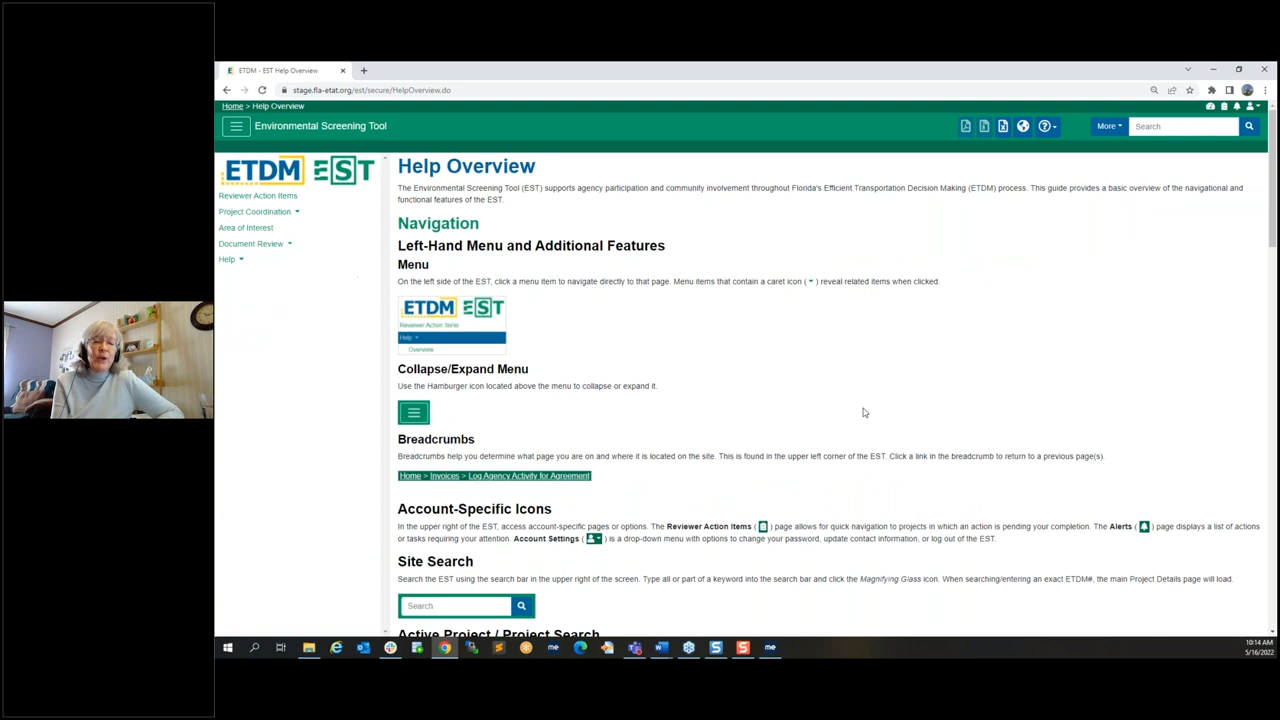 ETDM - EST Help Overview
stage.fla-etat.org/est/secure/HelpOverview.do
Home > Help Overview
Environmental Screening Tool
More
Search
ETDM EST
Reviewer Action Items
Project Coordination
Area of Interest
Document Review
Help
Help Overview
The Environmental Screening Tool (EST) supports agency participation and community involvement throughout Florida's Efficient Transportation Decision Making (ETDM) process. This guide provides a basic overview of the navigational and
functional features of the EST.
Navigation
Left-Hand Menu and Additional Features
Menu
On the left side of the EST, click a menu item to navigate directly to that page. Menu items that contain a caret icon ( ) reveal related items when clicked.
ETDM EST
Reviewer Action Items
Help
Overview
Collapse/Expand Menu
Use the Hamburger icon located above the menu to collapse or expand it.
Breadcrumbs
Breadcrumbs help you determine what page you are on and where it is located on the site. This is found in the upper left corner of the EST. Click a link in the breadcrumb to return to a previous page(s).
Home > Invoices > Log Agency Activity for Agreement
Account-Specific Icons
In the upper right of the EST, access account-specific pages or options. The Reviewer Action Items ( ) page allows for quick navigation to projects in which an action is pending your completion. The Alerts ( ) page displays a list of actions
or tasks requiring your attention. Account Settings ( ) is a drop-down menu with options to change your password, update contact information, or log out of the EST.
Site Search
Search the EST using the search bar in the upper right of the screen. Type all or part of a keyword into the search bar and click the Magnifying Glass icon. When searching/entering an exact ETDM#, the main Project Details page will load.
Search
Active Project / Project Search
10:14 AM
5/16/2022